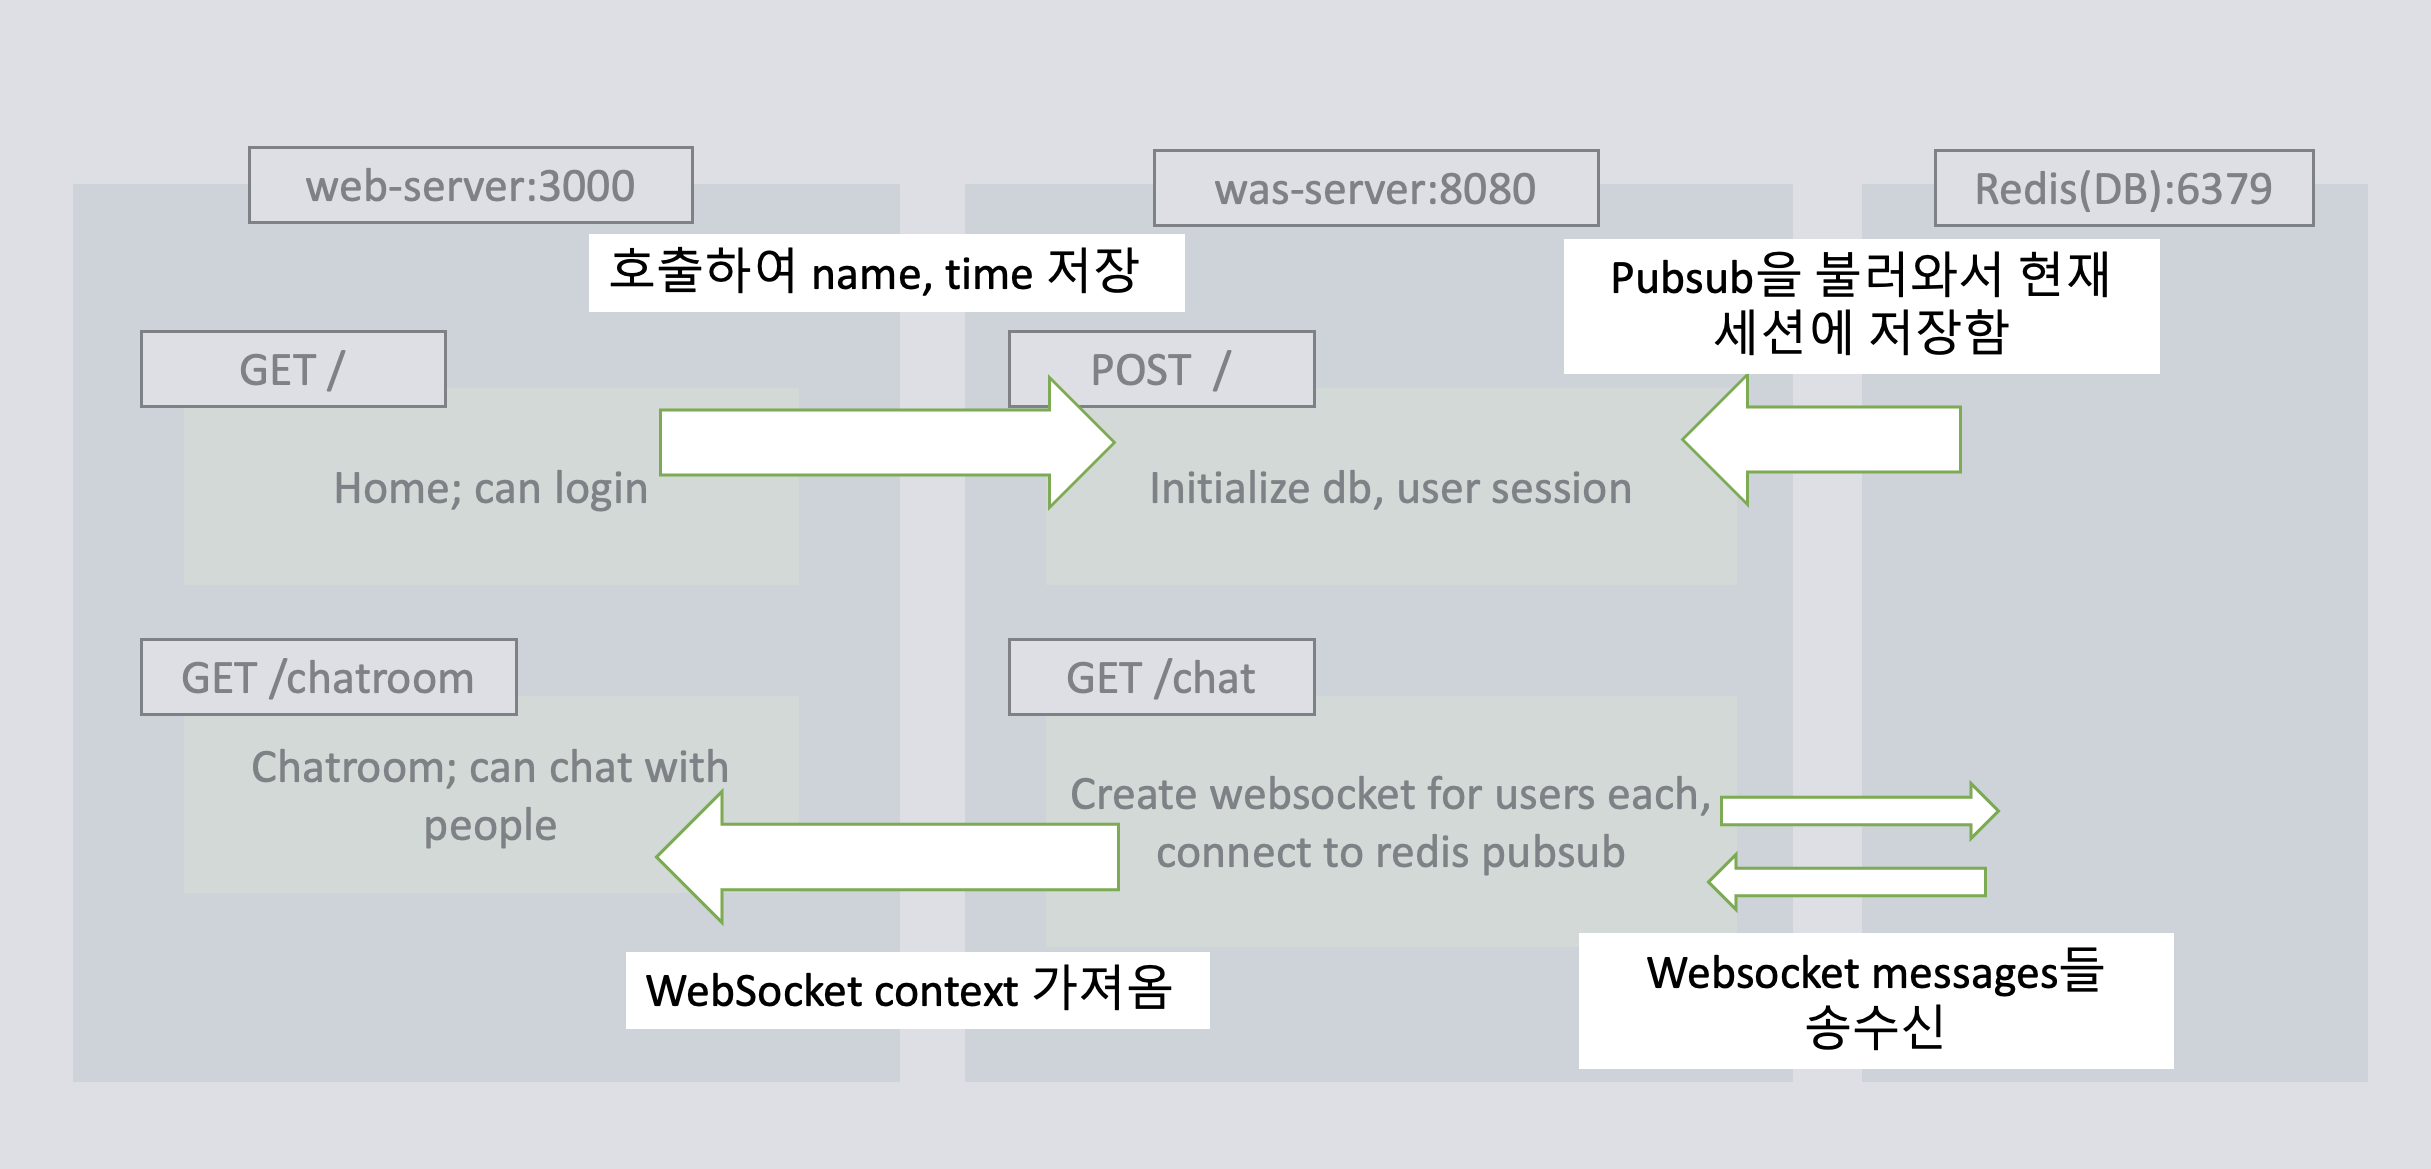 web-server:3000
was-server:8080
Redis(DB):6379
호출하여 name, time 저장
Pubsub을 불러와서 현재
세션에 저장함
GET /
POST /
Home; can login
Initialize db, user session
GET /chatroom
GET /chat
Chatroom; can chat with
people
Create websocket for users each,
connect to redis pubsub
WebSocket context 가져옴
Websocket messages들
송수신